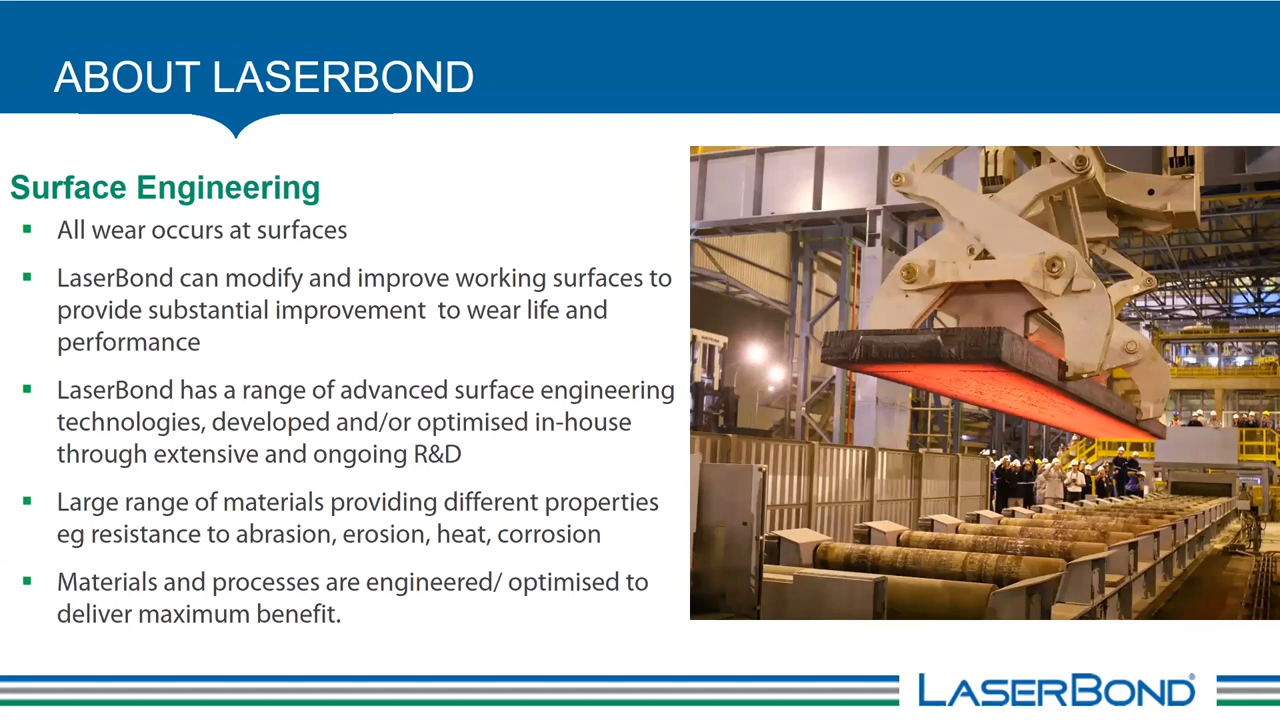 ABOUT LASERBOND
Surface Engineering
▪ All wear occurs at surfaces
▪ LaserBond can modify and improve working surfaces to
provide substantial improvement  to wear life and
performance
▪ LaserBond has a range of advanced surface engineering
technologies, developed and/or optimised in-house
through extensive and ongoing R&D
▪ Large range of materials providing different properties
eg resistance to abrasion, erosion, heat, corrosion
▪ Materials and processes are engineered/ optimised to
deliver maximum benefit.
LASERBOND®